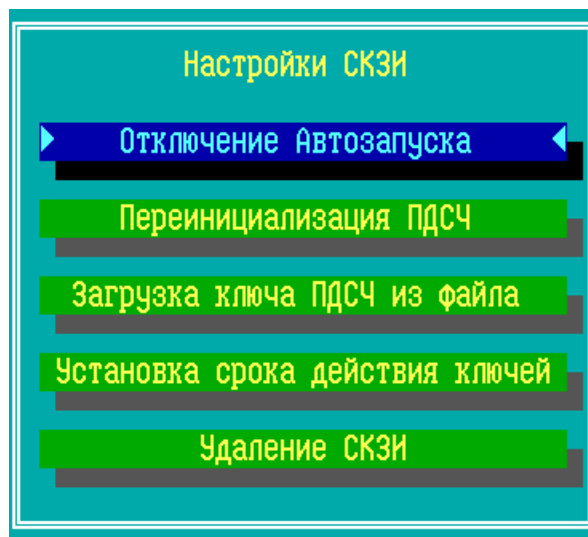 Настройки СКЗИ
Отключение Автозапуска
Переинициализация ПДСЧ
Загрузка ключа ПДСЧ из файла
Установка срока действия ключей
Удаление СКЗИ